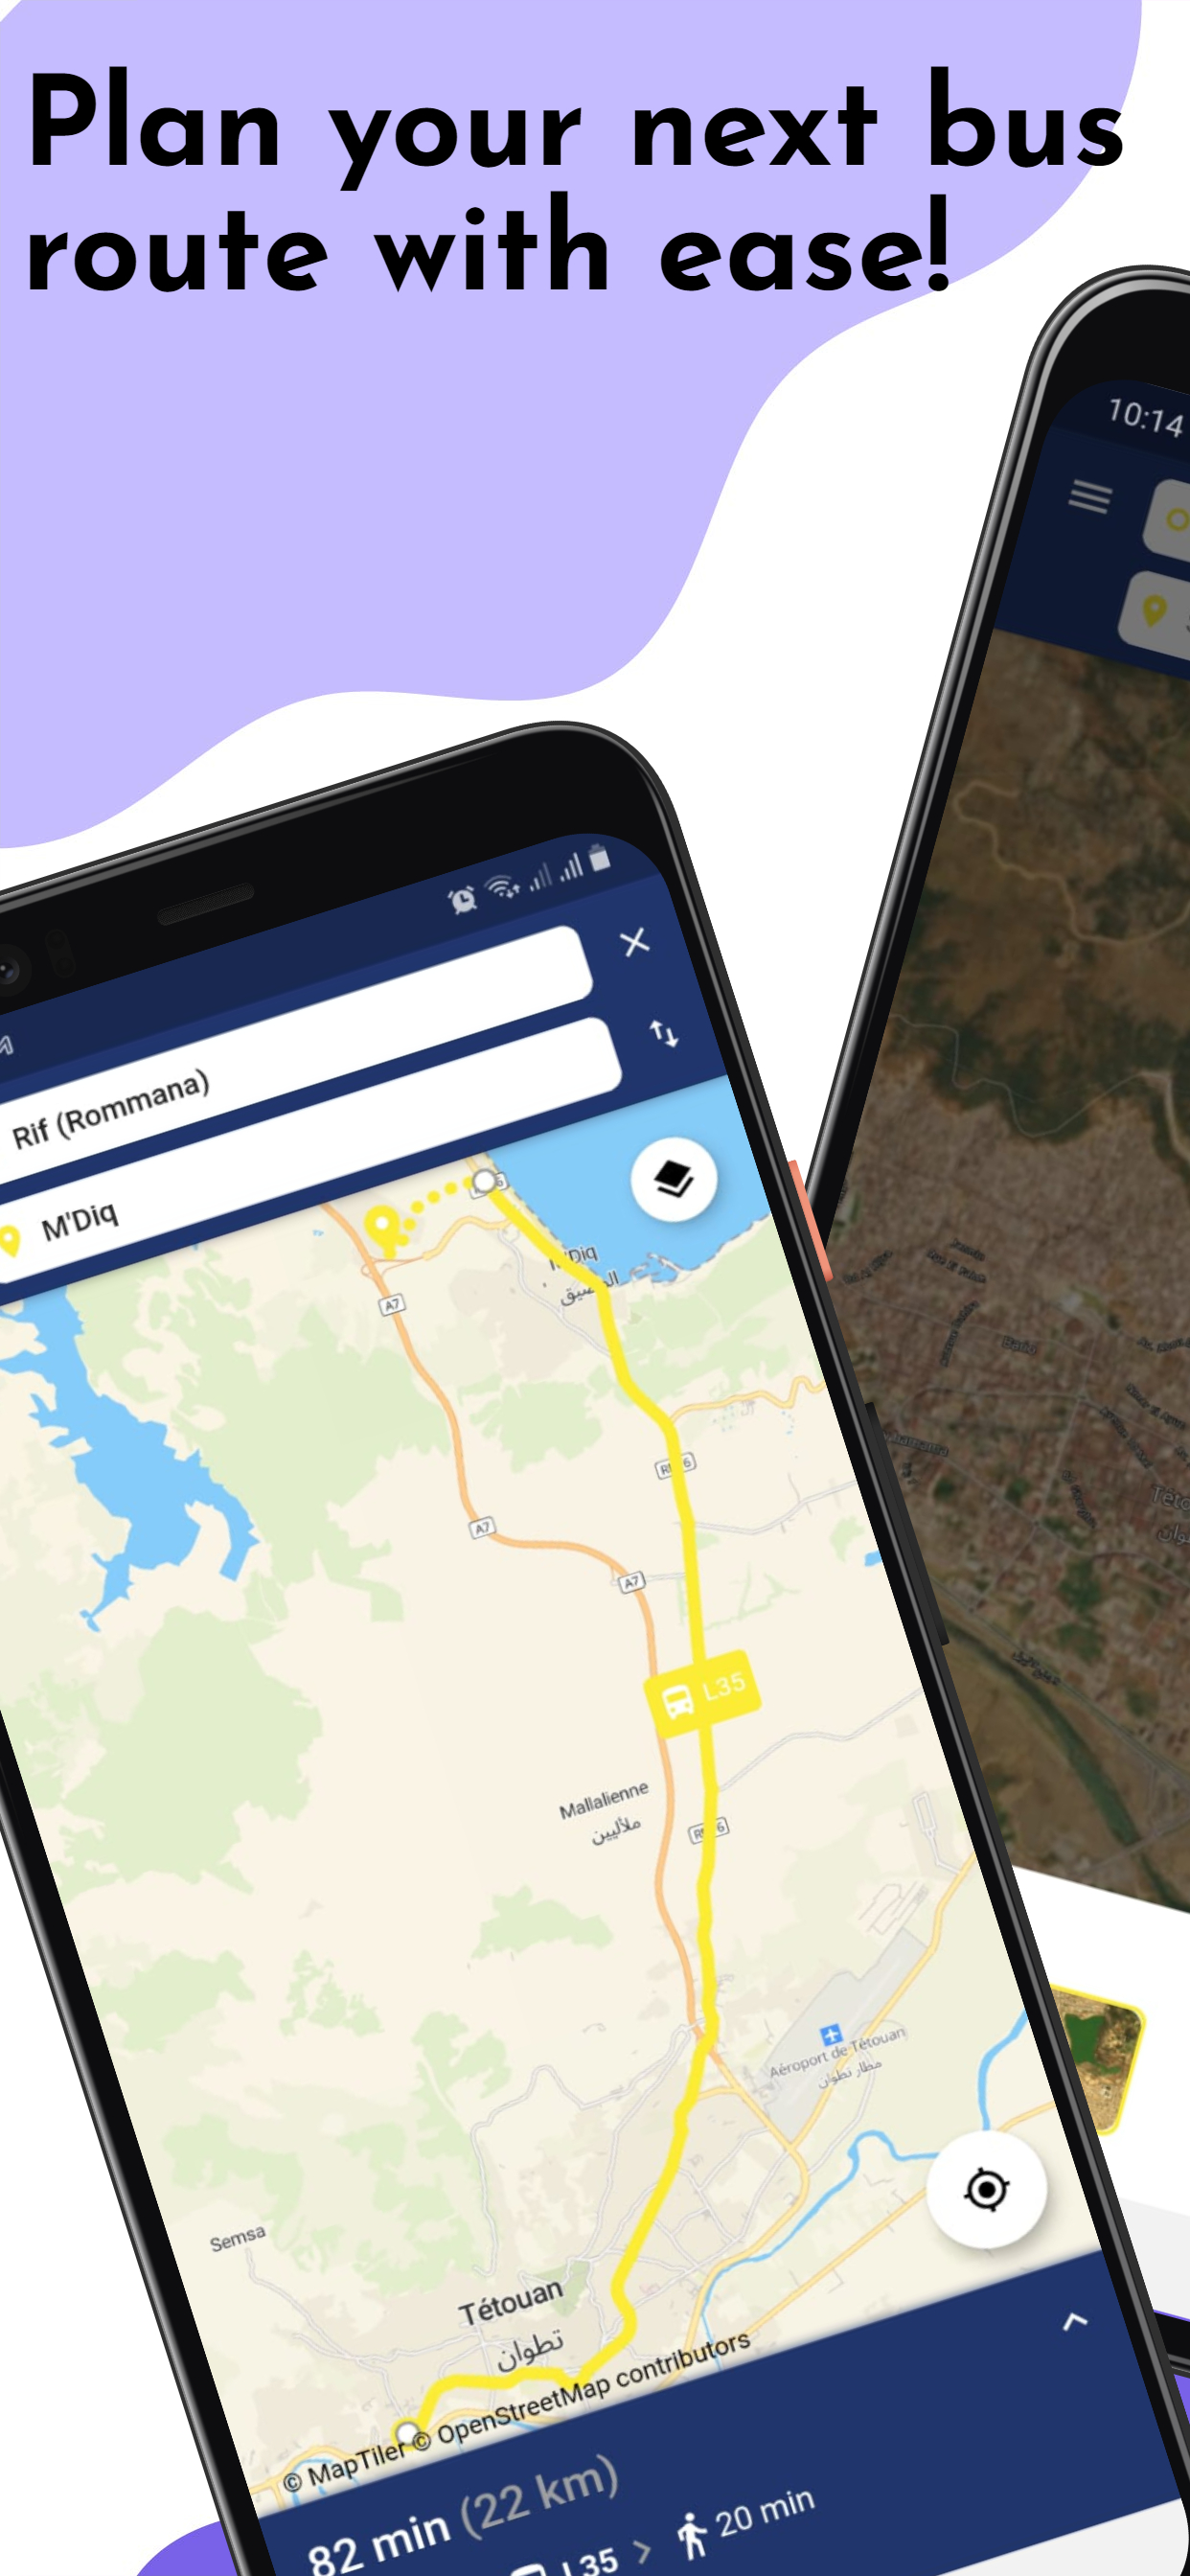 Plan your next bus
route with ease!
10:14
Rif (Rommana)
M'Diq
M'Diq
المضيق
A7
A7
A7
L35
Mallalienne
ملاليين
Aéroport de Tétouan
مطار تطوان
Semsa
Tétouan
تطوان
© MapTiler © OpenStreetMap contributors
82 min (22 km)
L35 > 20 min